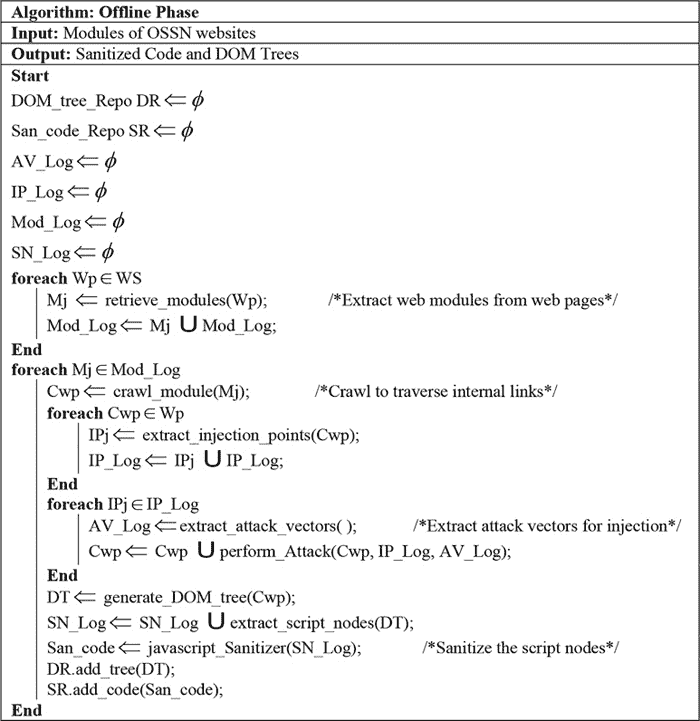 Algorithm: Offline Phase
Input: Modules of OSSN websites
Output: Sanitized Code and DOM Trees
Start
DOM_tree_Repo DR ⇐ ϕ
San_code_Repo SR ⇐ ϕ
AV_Log ⇐ ϕ
IP_Log ⇐ ϕ
Mod_Log ⇐ ϕ
SN_Log ⇐ ϕ
foreach Wp ∈ WS
Mj ⇐ retrieve_modules(Wp); /*Extract web modules from web pages*/
Mod_Log ⇐ Mj ∪ Mod_Log;
End
foreach Mj ∈ Mod_Log
Cwp ⇐ crawl_module(Mj); /*Crawl to traverse internal links*/
foreach Cwp ∈ Wp
IPj ⇐ extract_injection_points(Cwp);
IP_Log ⇐ IPj ∪ IP_Log;
End
foreach IPj ∈ IP_Log
AV_Log ⇐ extract_attack_vectors( ); /*Extract attack vectors for injection*/
Cwp ⇐ Cwp ∪ perform_Attack(Cwp, IP_Log, AV_Log);
End
DT ⇐ generate_DOM_tree(Cwp);
SN_Log ⇐ SN_Log ∪ extract_script_nodes(DT);
San_code ⇐ javascript_Sanitizer(SN_Log); /*Sanitize the script nodes*/
DR.add_tree(DT);
SR.add_code(San_code);
End